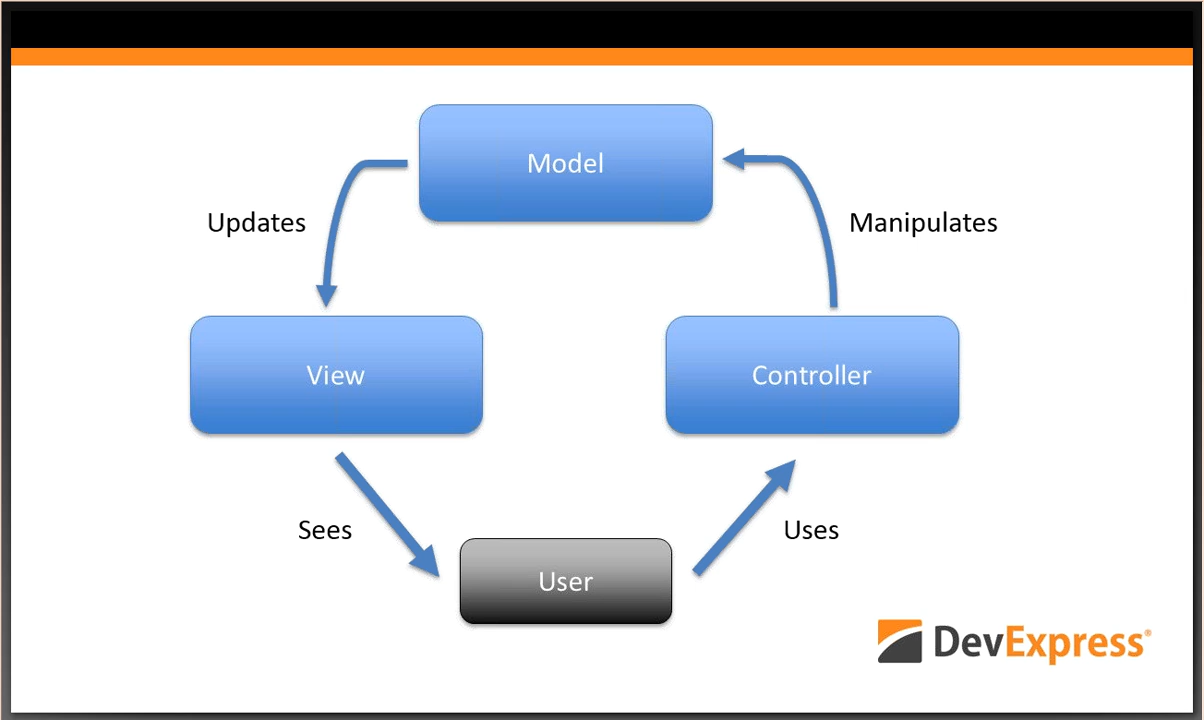 Model
Updates
Manipulates
View
Controller
Sees
Uses
User
DevExpress®